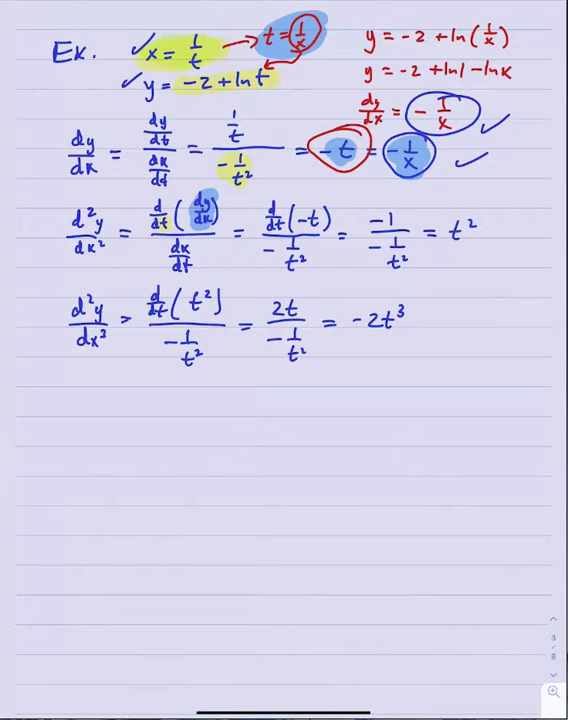 Ex. ✓ x = 1/t → t = 1/x
✓ y = -2 + ln t
y = -2 + ln(1/x)
y = -2 + ln1 - lnx
dy/dx = -1/x ✓
dy/dx = (dy/dt)/(dx/dt) = (1/t)/(-1/t²) = -t = -1/x ✓
d²y/dx² = (d/dt(dy/dx))/(dx/dt) = (d/dt(-t))/(-1/t²) = -1/(-1/t²) = t²
d³y/dx³ = (d/dt(t²))/(-1/t²) = 2t/(-1/t²) = -2t³
3
/
8